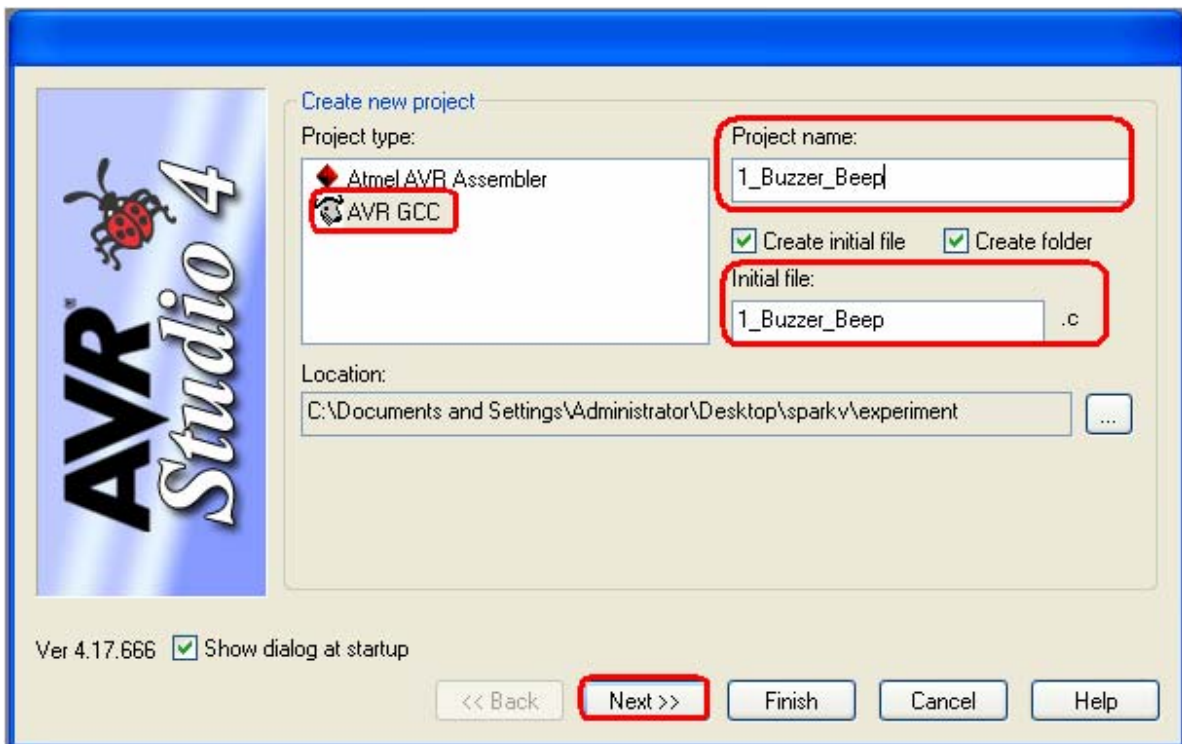 AVR®
Studio 4
Create new project
Project type:
Atmel AVR Assembler
AVR GCC
Project name:
1_Buzzer_Beep
Create initial file
Create folder
Initial file:
1_Buzzer_Beep .c
Location:
C:\Documents and Settings\Administrator\Desktop\sparkv\experiment
...
Ver 4.17.666
Show dialog at startup
<< Back
Next >>
Finish
Cancel
Help